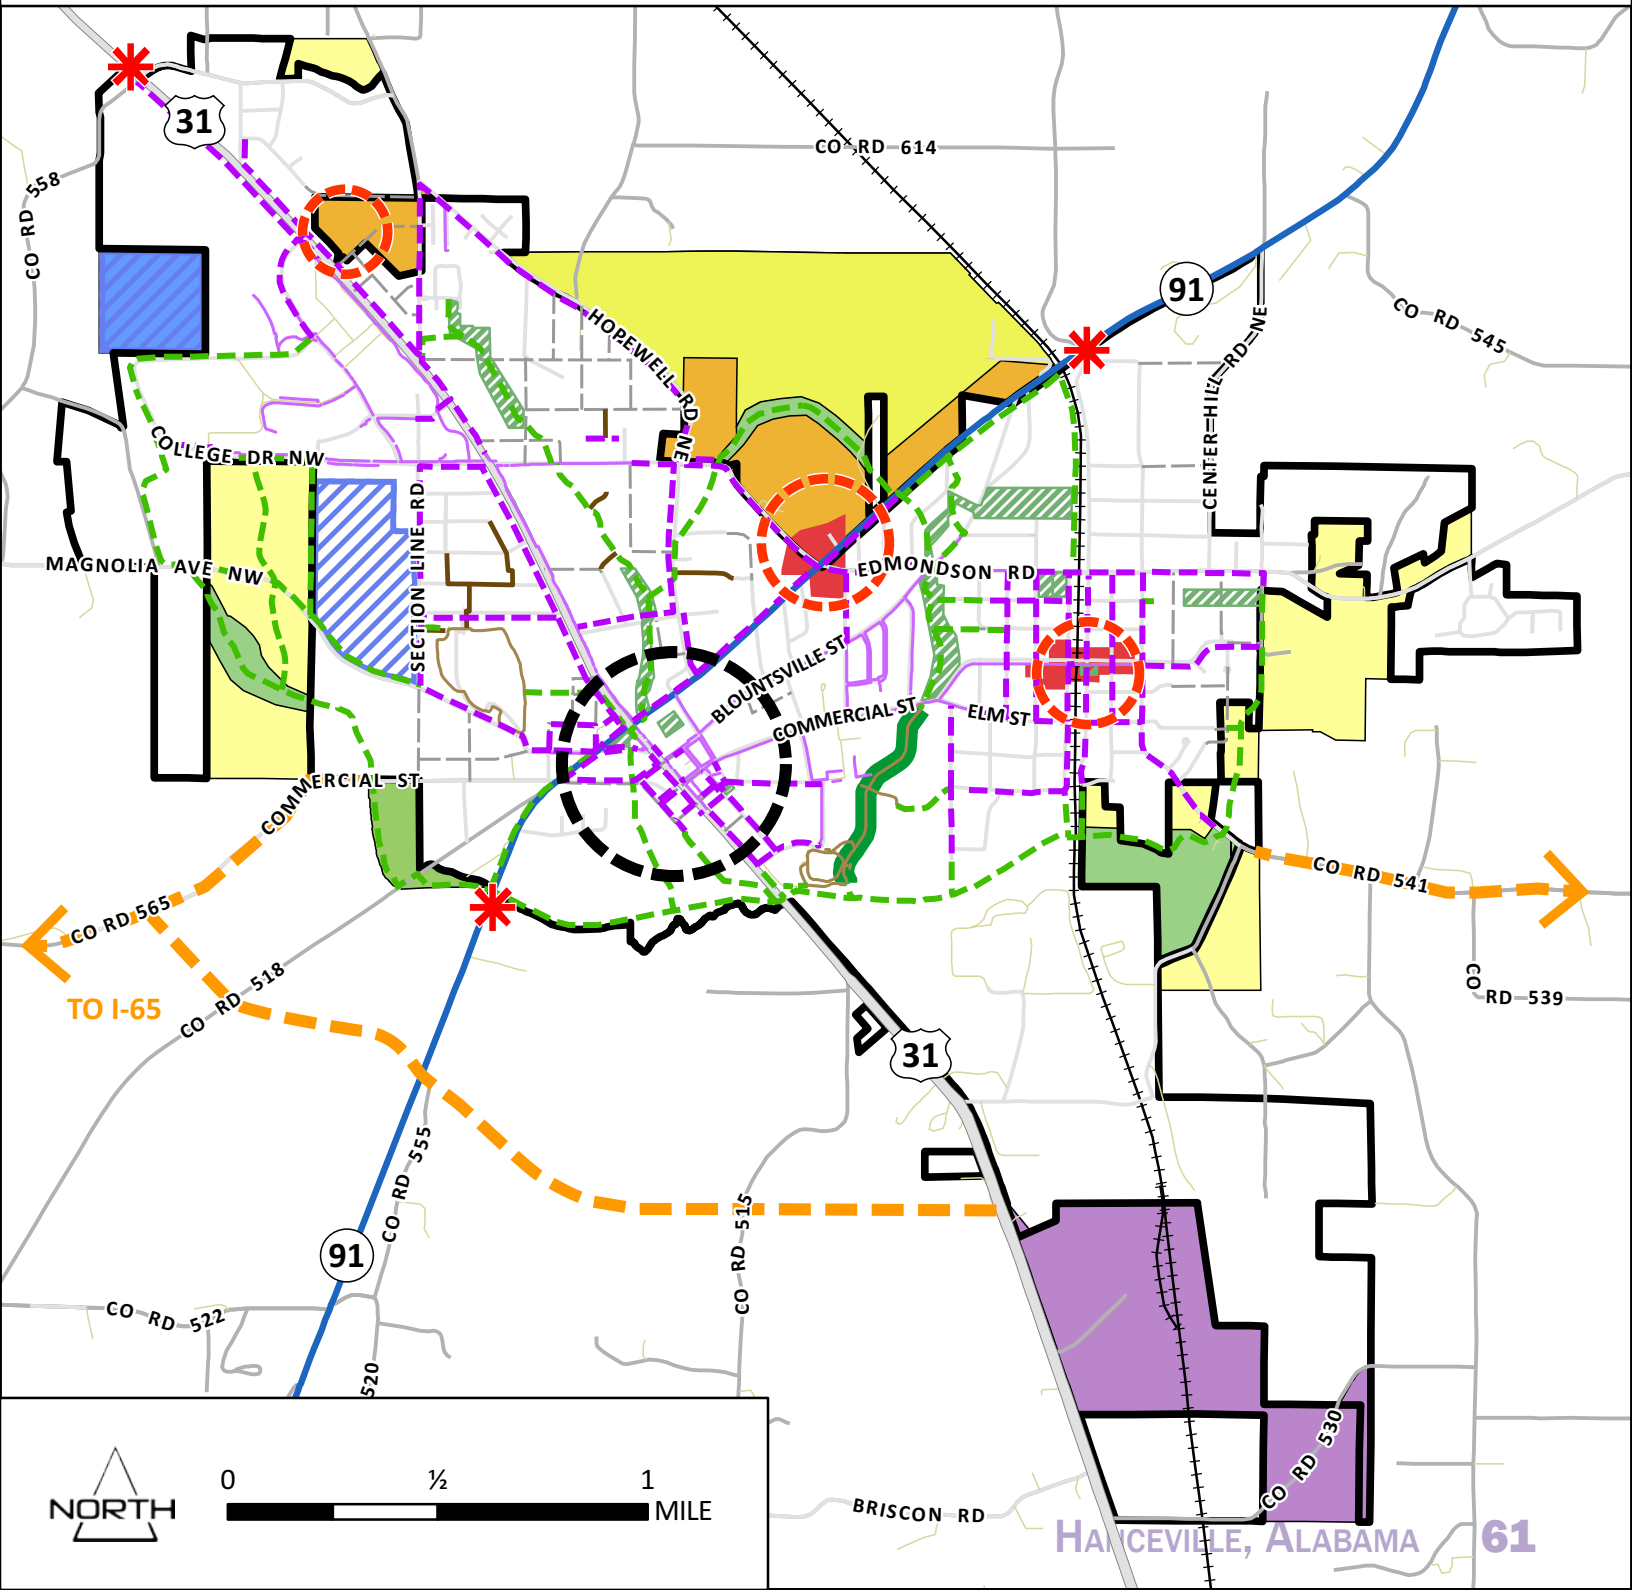 31
CO RD 614
CO RD 558
91
CO RD 545
HOPEWELL RD NE
CENTER HILL RD NE
COLLEGE DR NW
SECTION LINE RD
MAGNOLIA AVE NW
EDMONDSON RD
BLOUNTSVILLE ST
COMMERCIAL ST
ELM ST
COMMERCIAL ST
CO RD 541
CO RD 565
TO I-65
CO RD 518
CO RD 539
31
CO RD 555
CO RD 515
91
CO RD 522
520
CO RD 530
BRISCON RD
NORTH
0 ½ 1
MILE
HANCEVILLE, ALABAMA 61